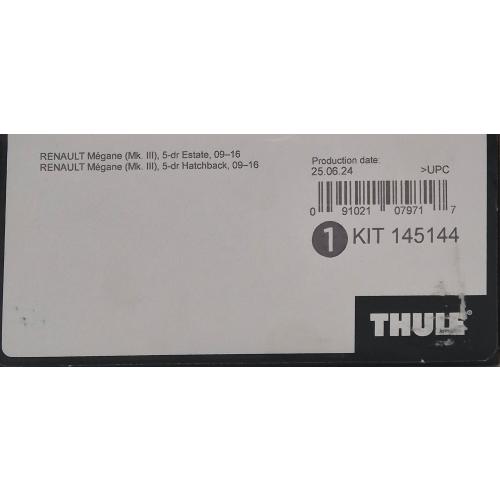 RENAULT Mégane (Mk. III), 5-dr Estate, 09–16
RENAULT Mégane (Mk. III), 5-dr Hatchback, 09–16
Production date:
25.06.24 >UPC
0 91021 07971 7
1 KIT 145144
THULE®